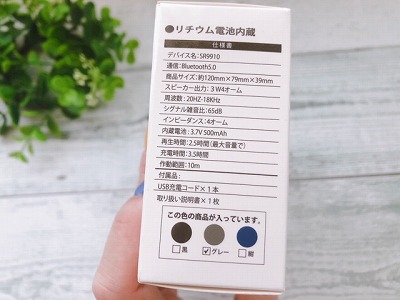 ●リチウム電池内蔵
仕様書
デバイス名:SR9910
通信:Bluetooth5.0
商品サイズ:約120mm×79mm×39mm
スピーカー出力: 3 W4オーム
周波数:20HZ-18KHz
シグナル雑音比:65dB
インピーダンス:4オーム
内蔵電池:3.7V 500mAh
再生時間:2.5時間(最大音量で)
充電時間:3.5時間
作動範囲:10m
付属品:
USB充電コード×1本
取り扱い説明書×1枚
この色の商品が入っています。
□黒 ☑グレー □紺